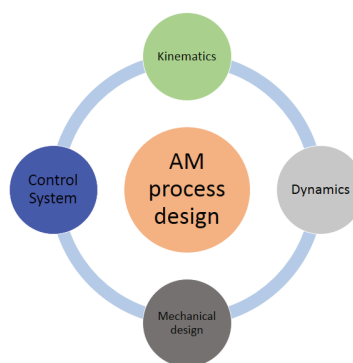 Kinematics
AM
process
design
Control
System
Dynamics
Mechanical
design